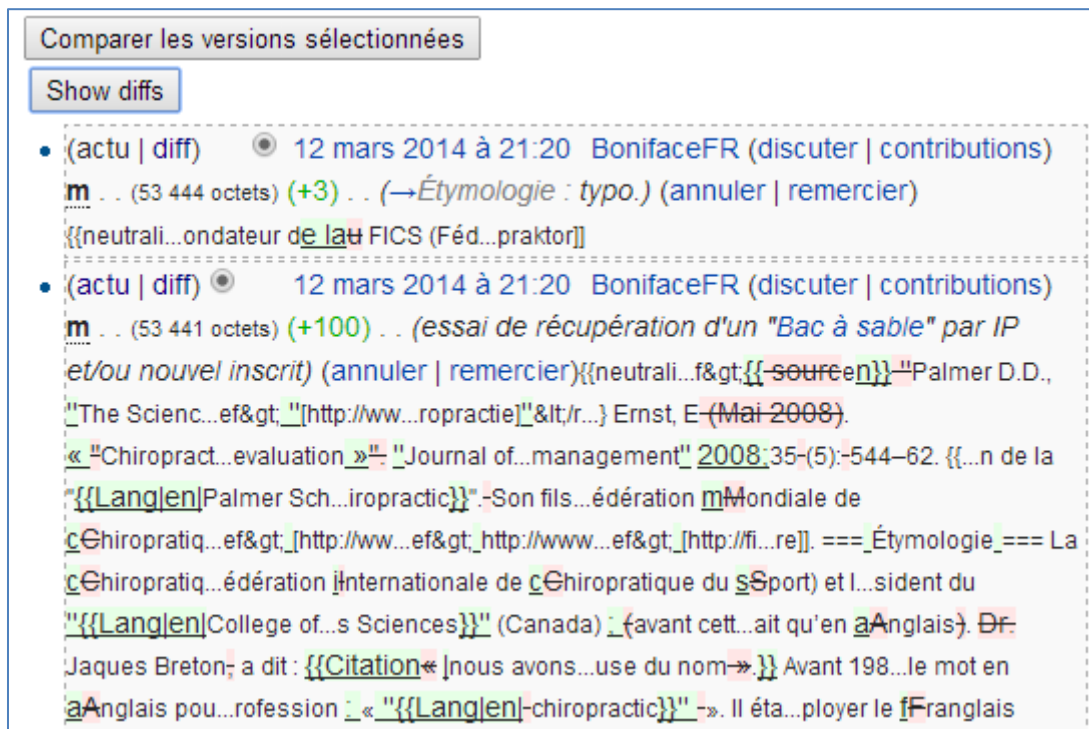 Comparer les versions sélectionnées
Show diffs
• (actu | diff) 12 mars 2014 à 21:20 BonifaceFR (discuter | contributions)
m . . (53 444 octets) (+3) . . (→Étymologie : typo.) (annuler | remercier)
{{neutrali...ondateur de lau FICS (Féd...praktor]]
• (actu | diff) 12 mars 2014 à 21:20 BonifaceFR (discuter | contributions)
m . . (53 441 octets) (+100) . . (essai de récupération d'un "Bac à sable" par IP
et/ou nouvel inscrit) (annuler | remercier){{neutrali...f&gt;{{ sourcen}} "Palmer D.D.,
"The Scienc...ef&gt; "[http://ww...ropractie]"&lt;/r...} Ernst, E (Mai 2008).
« "Chiropract...evaluation »". "Journal of...management" 2008;35-(5):-544–62. {{...n de la
"{{Lang|en|Palmer Sch...iropractic}}".-Son fils...édération mMondiale de
cChiropratiq...ef&gt; [http://ww...ef&gt; http://www...ef&gt; [http://fi...re]]. === Étymologie === La
cChiropratiq...édération iInternationale de cChiropratique du sSport) et l...sident du
"{{Lang|en|College of...s Sciences}}" (Canada) : (avant cett...ait qu'en aAnglais). Dr.
Jaques Breton, a dit : {{Citation« |nous avons...use du nom ».}} Avant 198...le mot en
aAnglais pou...rofession : « "{{Lang|en|-chiropractic}}" -». Il éta...ployer le fFranglais